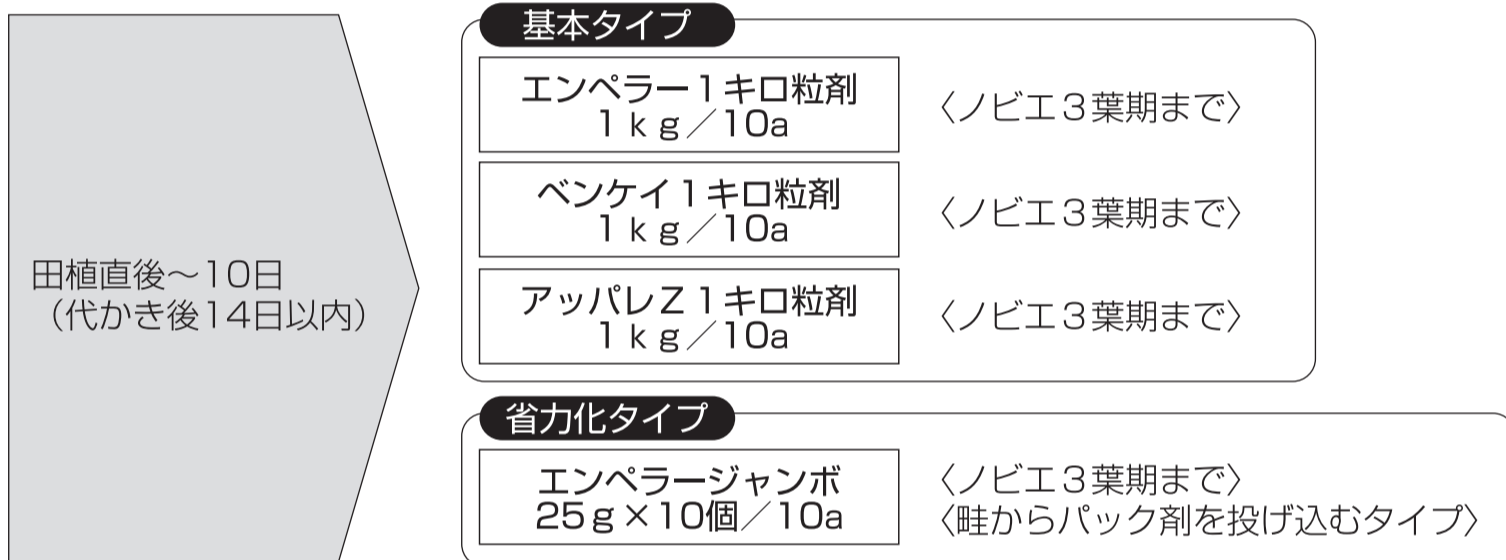 田植直後～10日
（代かき後14日以内）
基本タイプ
エンペラー１キロ粒剤
１ｋｇ／10a
〈ノビエ３葉期まで〉
ベンケイ１キロ粒剤
１ｋｇ／10a
〈ノビエ３葉期まで〉
アッパレＺ１キロ粒剤
１ｋｇ／10a
〈ノビエ３葉期まで〉
省力化タイプ
エンペラージャンボ
25ｇ×10個／10a
〈ノビエ３葉期まで〉
〈畦からパック剤を投げ込むタイプ〉